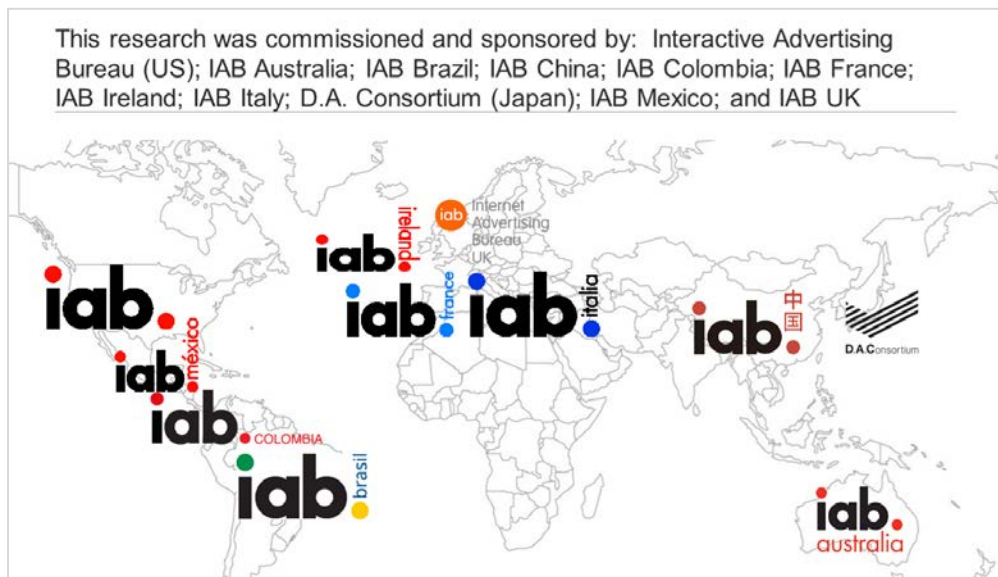 This research was commissioned and sponsored by: Interactive Advertising
Bureau (US); IAB Australia; IAB Brazil; IAB China; IAB Colombia; IAB France;
IAB Ireland; IAB Italy; D.A. Consortium (Japan); IAB Mexico; and IAB UK
iab
Internet
Advertising
Bureau
UK
iab. ireland
iab.
iab. france
iab. italia
iab. 中国
D.A.Consortium
iab. méxico
iab. COLOMBIA
iab. brasil
iab.
australia